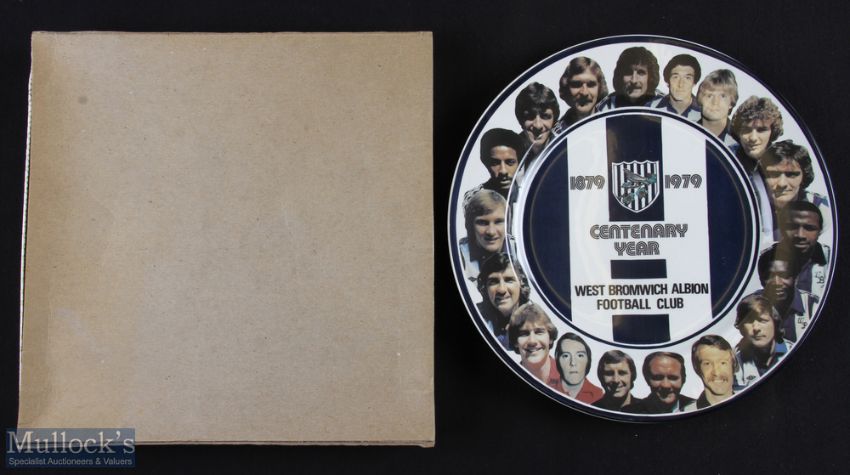 1879 1979
CENTENARY
YEAR
WEST BROMWICH ALBION
FOOTBALL CLUB
Mullock's
Specialist Auctioneers & Valuers